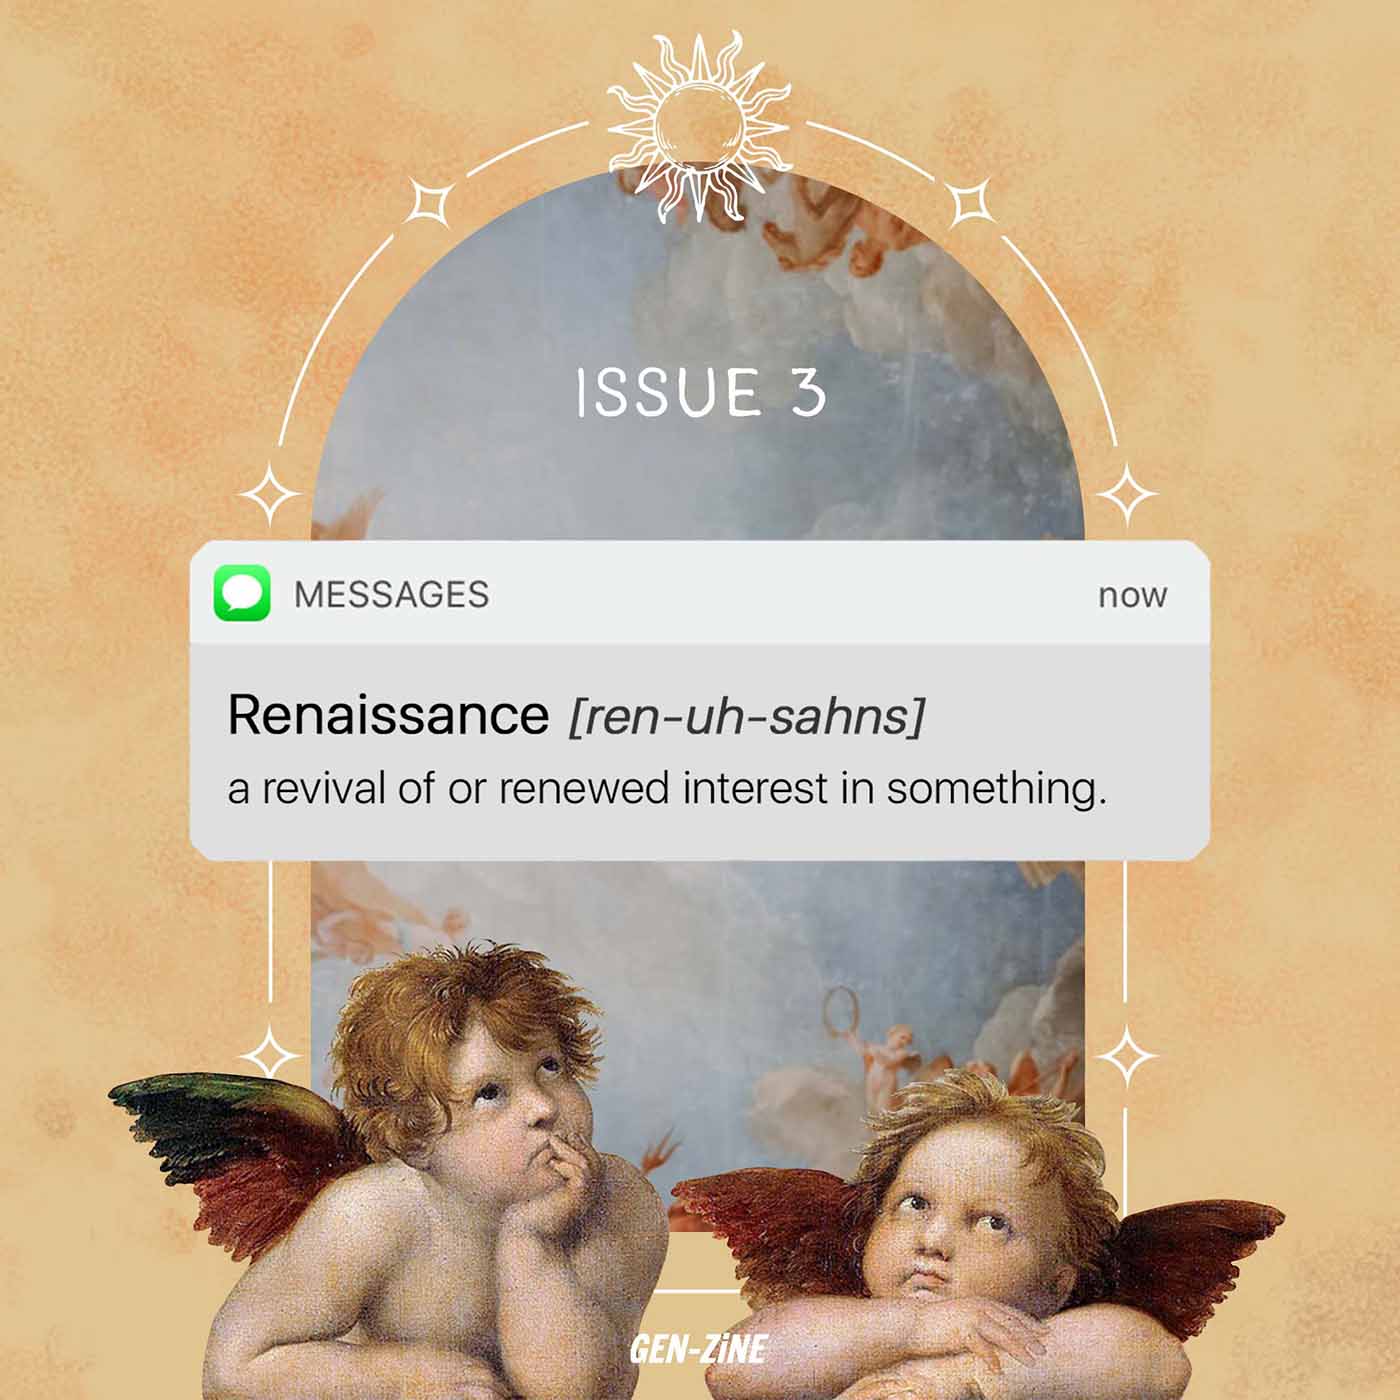 ISSUE 3
MESSAGES now
Renaissance [ren-uh-sahns]
a revival of or renewed interest in something.
GEN-ZiNE